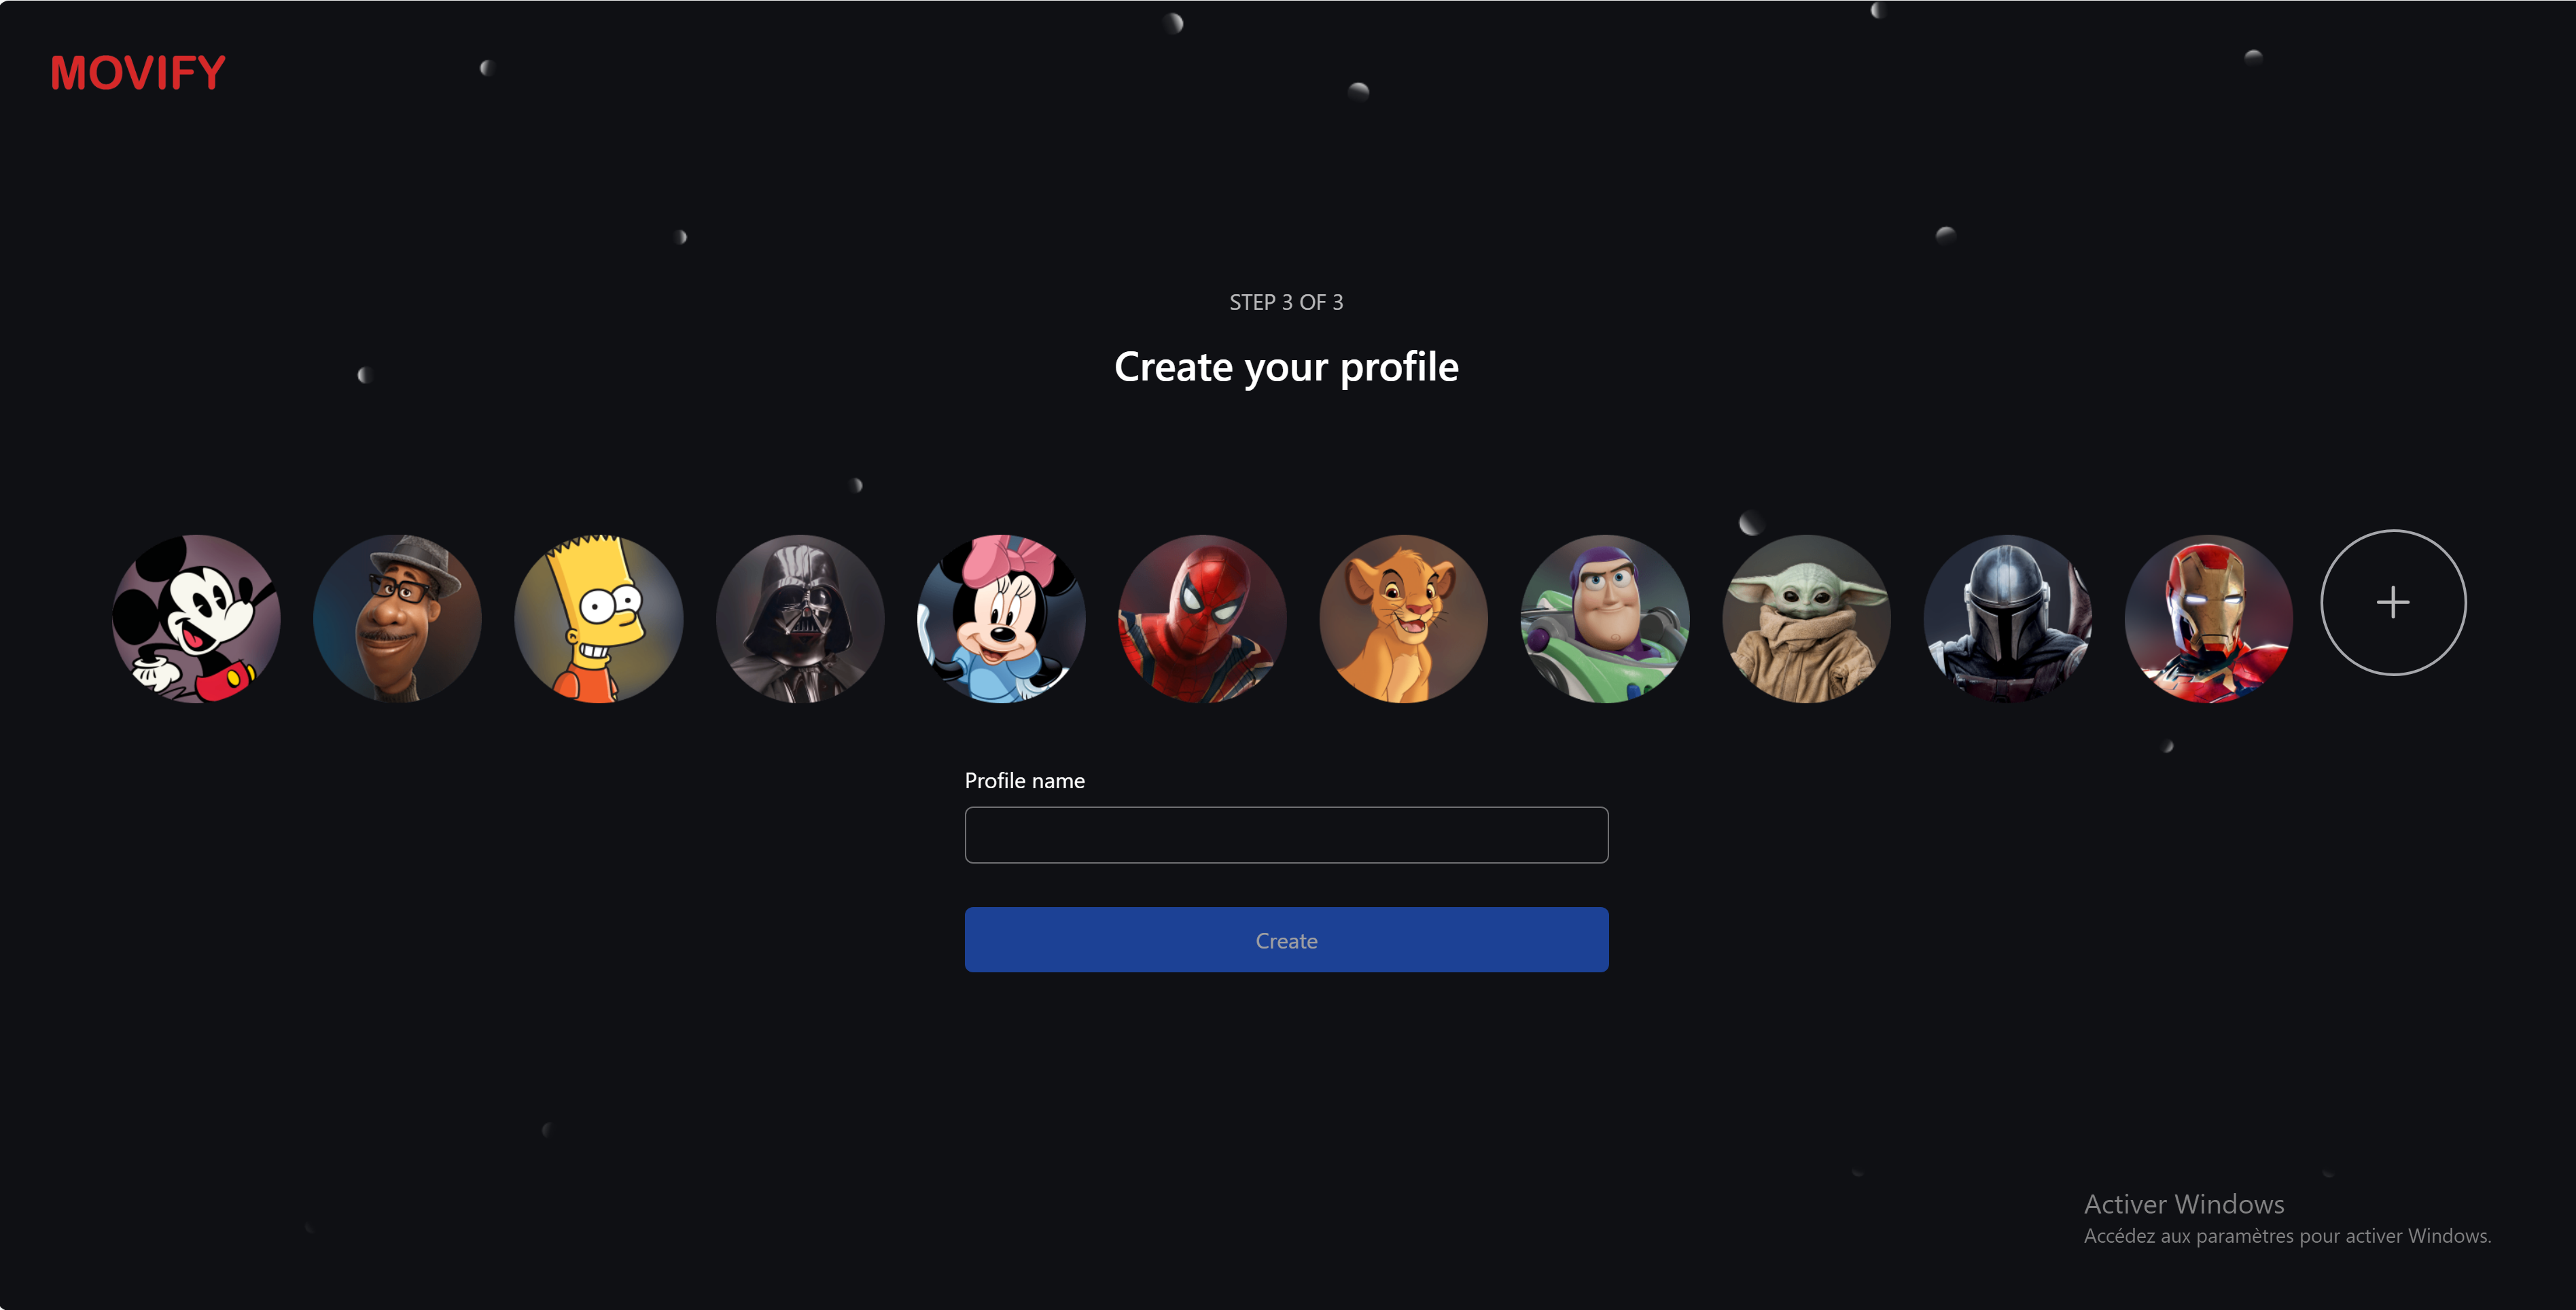 MOVIFY
STEP 3 OF 3
Create your profile
Profile name
Create
Activer Windows
Accédez aux paramètres pour activer Windows.